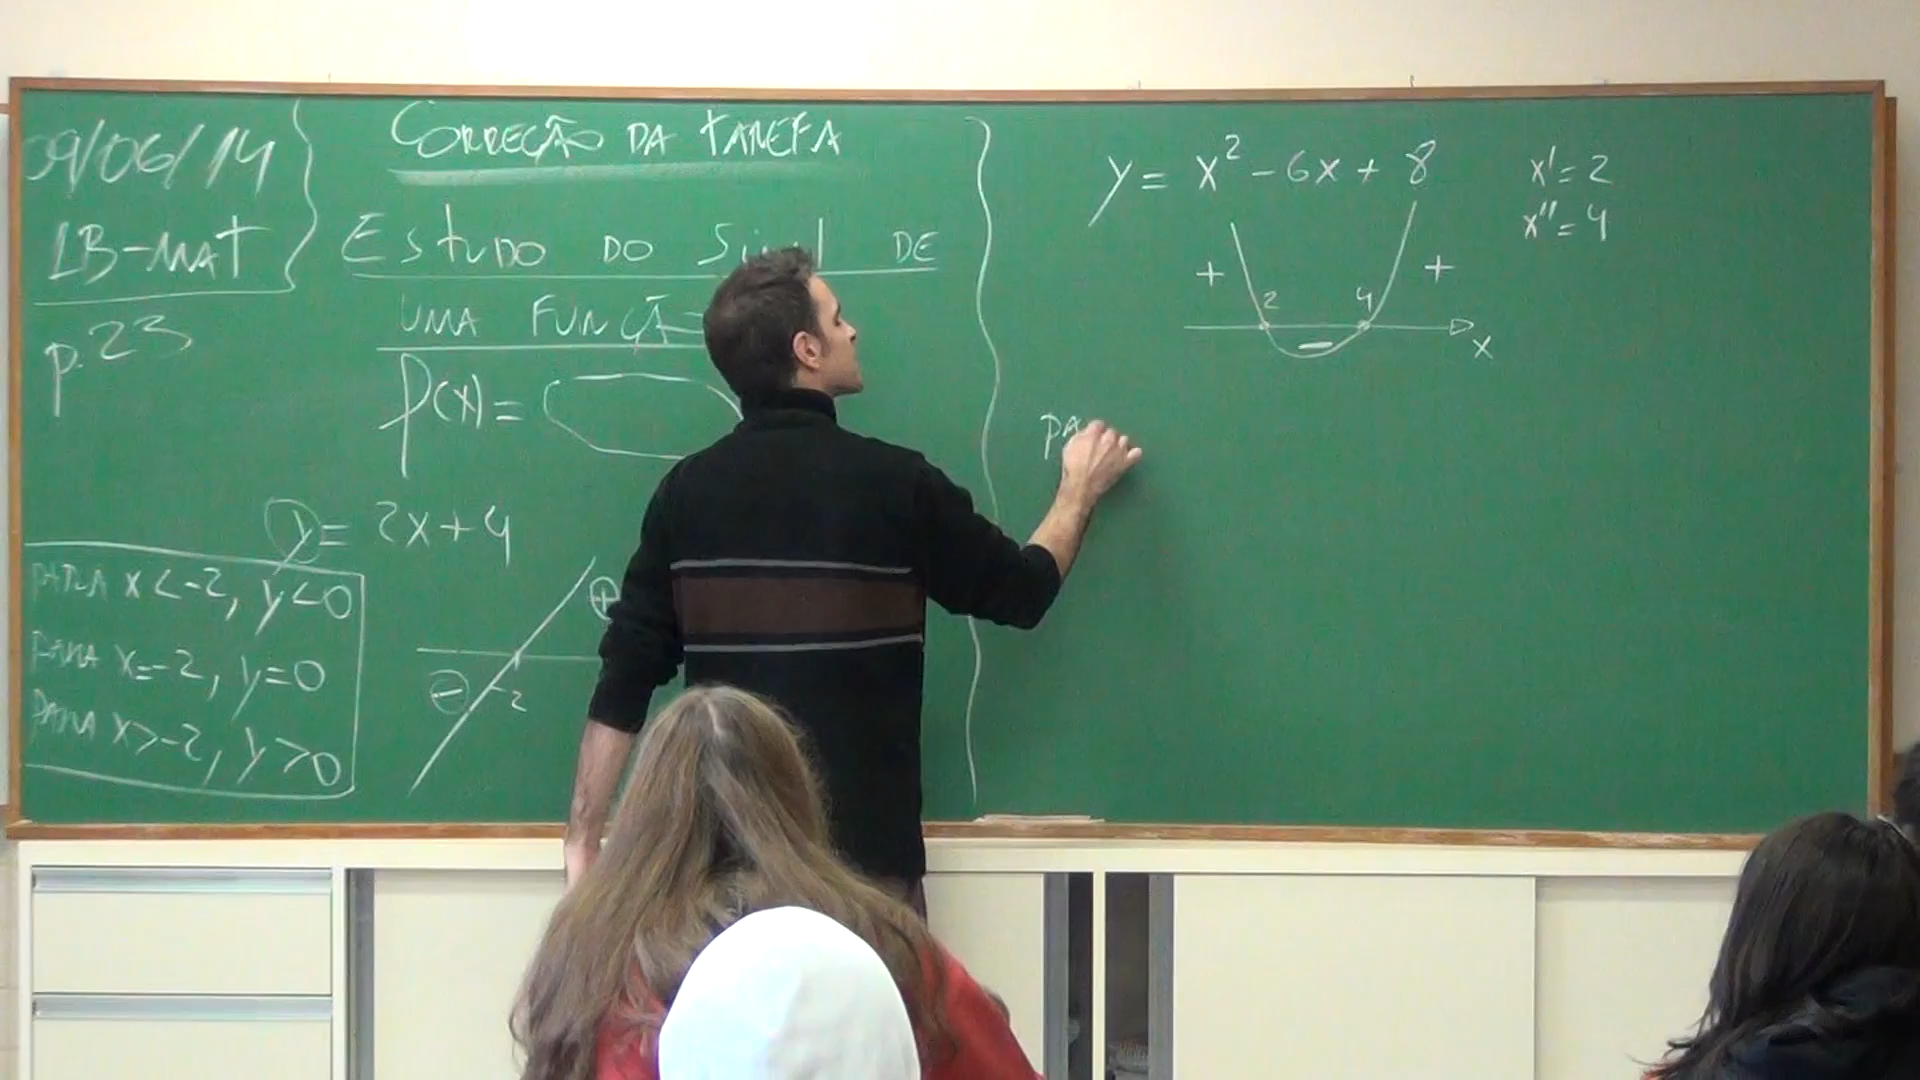 09/06/14
LB-MAT
p. 23
CORREÇÃO DA TAREFA
ESTUDO DO DE
UMA FUNÇÃO
f(x) =
y = 2x + 4
PARA x < -2, y < 0
PARA x = -2, y = 0
PARA x > -2, y > 0
+
-
-2
y = x² - 6x + 8
x' = 2
x'' = 4
+ +
2 4
-
x
PA